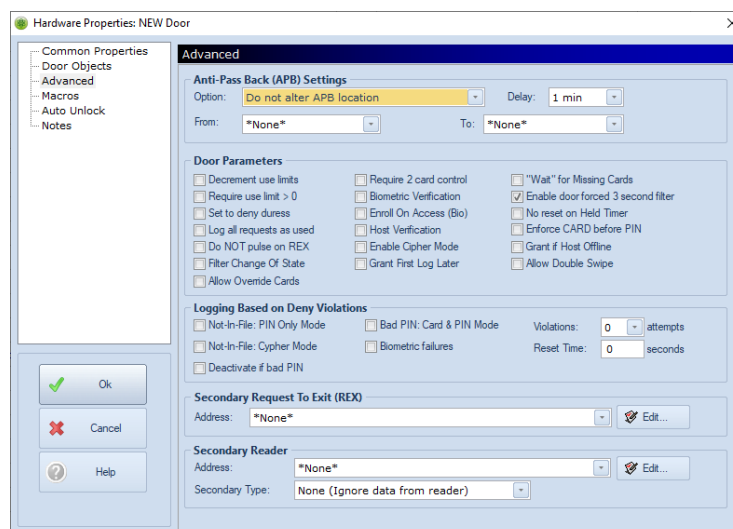 Hardware Properties: NEW Door
Common Properties
Door Objects
Advanced
Macros
Auto Unlock
Notes
Ok
Cancel
Help
Advanced
Anti-Pass Back (APB) Settings
Option: Do not alter APB location Delay: 1 min
From: *None* To: *None*
Door Parameters
Decrement use limits Require 2 card control "Wait" for Missing Cards
Require use limit > 0 Biometric Verification Enable door forced 3 second filter
Set to deny duress Enroll On Access (Bio) No reset on Held Timer
Log all requests as used Host Verification Enforce CARD before PIN
Do NOT pulse on REX Enable Cipher Mode Grant if Host Offline
Filter Change Of State Grant First Log Later Allow Double Swipe
Allow Override Cards
Logging Based on Deny Violations
Not-In-File: PIN Only Mode Bad PIN: Card & PIN Mode Violations: 0 attempts
Not-In-File: Cypher Mode Biometric failures Reset Time: 0 seconds
Deactivate if bad PIN
Secondary Request To Exit (REX)
Address: *None* Edit...
Secondary Reader
Address: *None* Edit...
Secondary Type: None (Ignore data from reader)